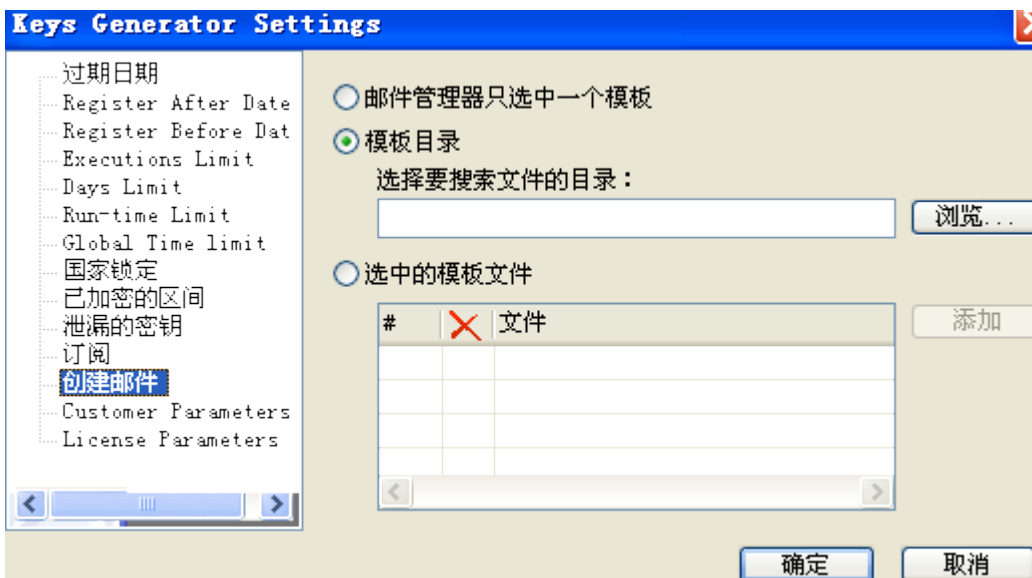 Keys Generator Settings
过期日期
Register After Date
Register Before Dat
Executions Limit
Days Limit
Run-time Limit
Global Time limit
国家锁定
已加密的区间
泄漏的密钥
订阅
创建邮件
Customer Parameters
License Parameters
邮件管理器只选中一个模板
模板目录
选择要搜索文件的目录：
浏览...
选中的模板文件
# 文件
添加
确定 取消